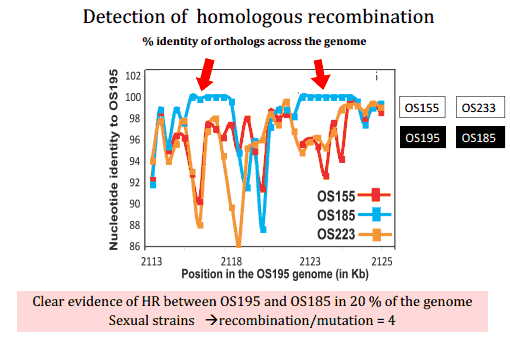 Detection of homologous recombination
% identity of orthologs across the genome
Nucleotide identity to OS195
102
100
98
96
94
92
90
88
86
OS155
OS185
OS223
2113
2118
2123
2125
Position in the OS195 genome (in Kb)
OS155 OS233
OS195 OS185
Clear evidence of HR between OS195 and OS185 in 20 % of the genome
Sexual strains →recombination/mutation = 4